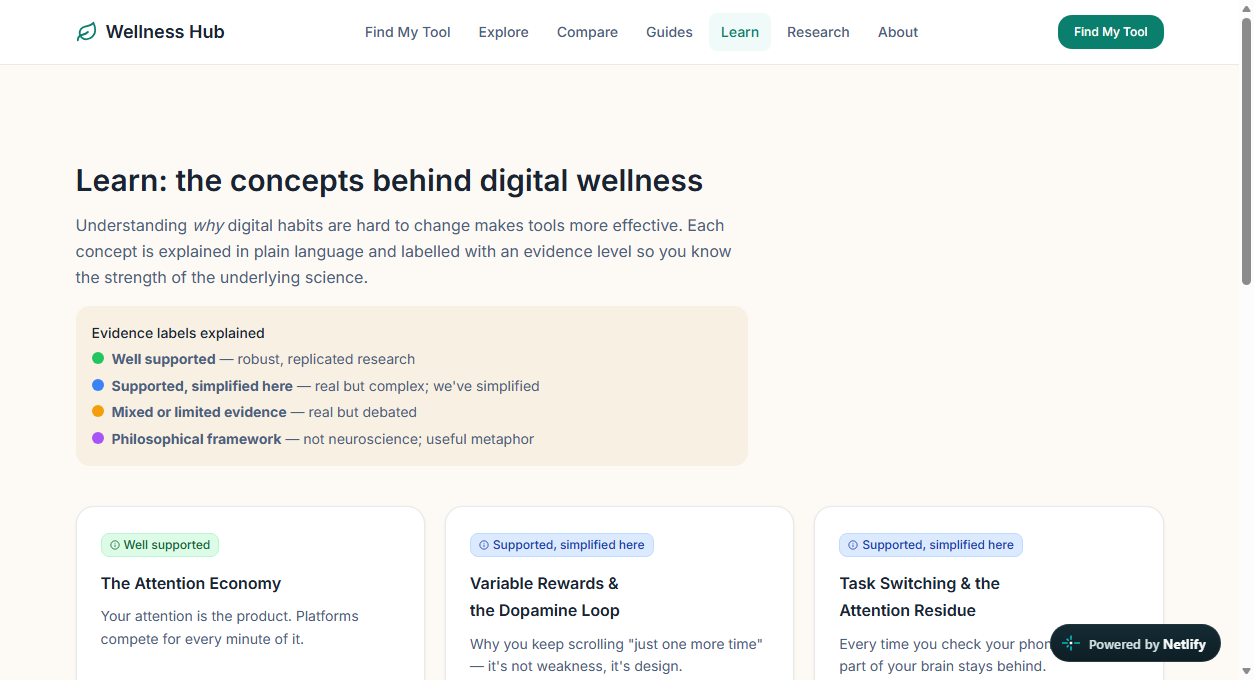 Wellness Hub
Find My Tool
Explore
Compare
Guides
Learn
Research
About
Find My Tool
Learn: the concepts behind digital wellness
Understanding why digital habits are hard to change makes tools more effective. Each
concept is explained in plain language and labelled with an evidence level so you know
the strength of the underlying science.
Evidence labels explained
Well supported — robust, replicated research
Supported, simplified here — real but complex; we've simplified
Mixed or limited evidence — real but debated
Philosophical framework — not neuroscience; useful metaphor
Well supported
The Attention Economy
Your attention is the product. Platforms
compete for every minute of it.
Supported, simplified here
Variable Rewards &
the Dopamine Loop
Why you keep scrolling "just one more time"
— it's not weakness, it's design.
Supported, simplified here
Task Switching & the
Attention Residue
Every time you check your phon
part of your brain stays behind.
Powered by Netlify